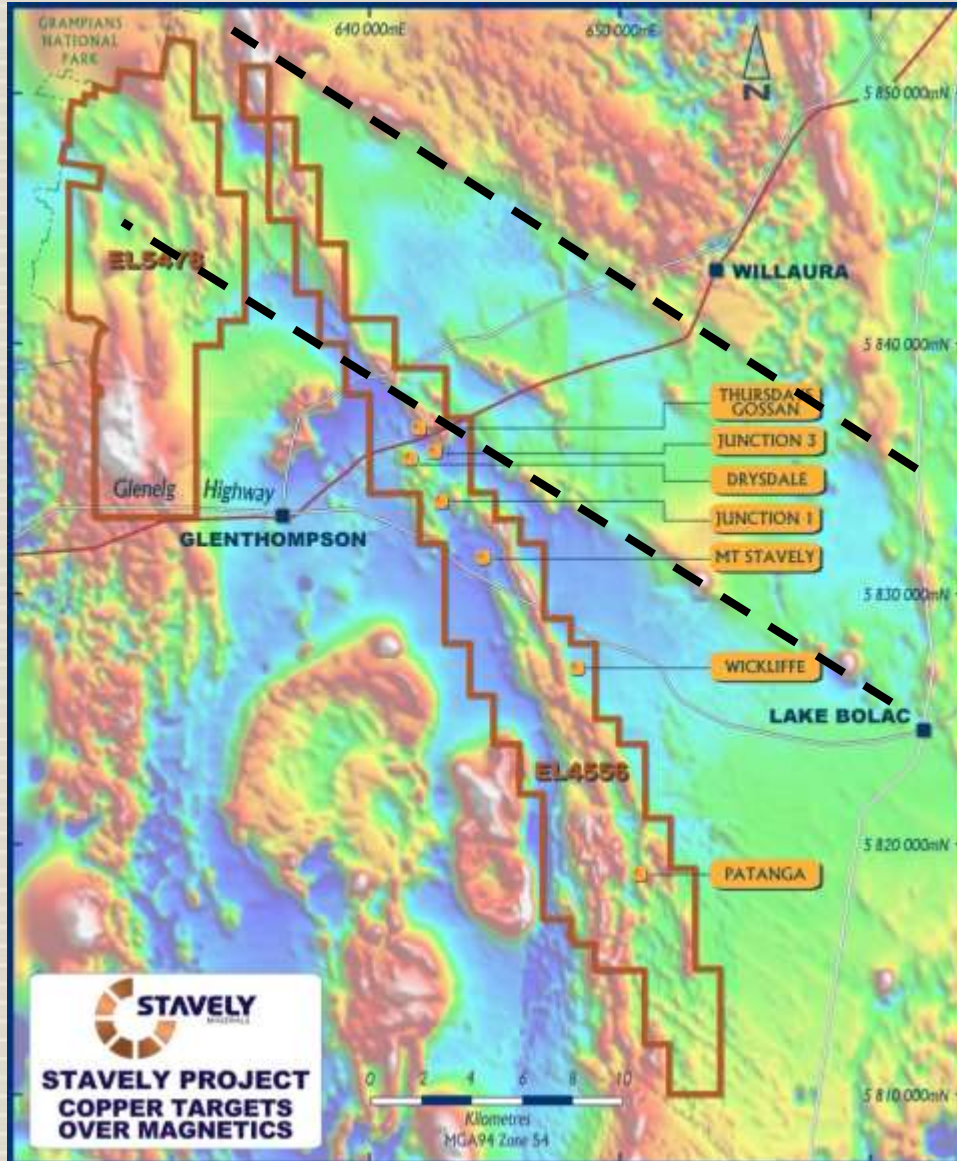 GRAMPIANS
NATIONAL
PARK
640 000mE
650 000mE
N
5 850 000mN
EL5478
WILLAURA
5 840 000mN
THURSDAYS
GOSSAN
JUNCTION 3
DRYSDALE
JUNCTION 1
Glenelg Highway
GLENTHOMPSON
MT STAVELY
5 830 000mN
WICKLIFFE
LAKE BOLAC
EL4556
5 820 000mN
PATANGA
STAVELY
MINERALS
STAVELY PROJECT
COPPER TARGETS
OVER MAGNETICS
0 2 4 6 8 10
Kilometres
MGA94 Zone 54
5 810 000mN